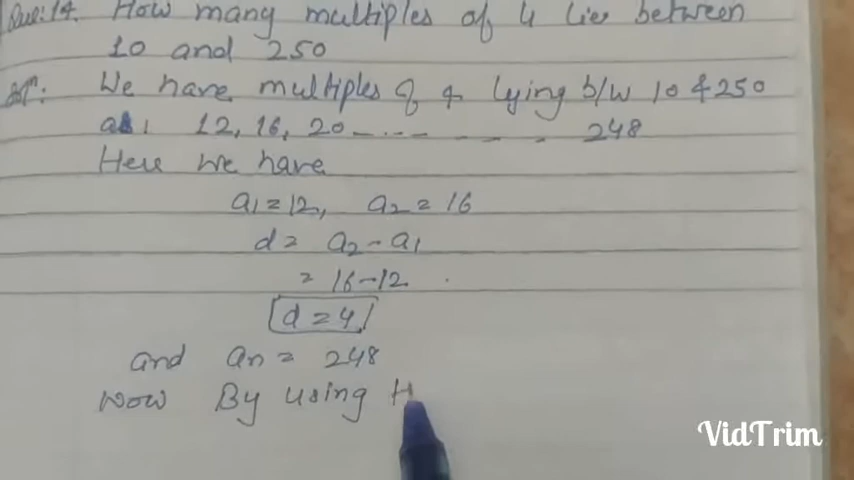 Que:14. How many multiples of 4 lies between
10 and 250
Sol: We have multiples of 4 lying b/w 10 & 250
as, 12, 16, 20 ---- - - - 248
Here we have
a1 = 12, a2 = 16
d = a2 - a1
= 16-12
d = 4
and an = 248
Now By using H
VidTrim